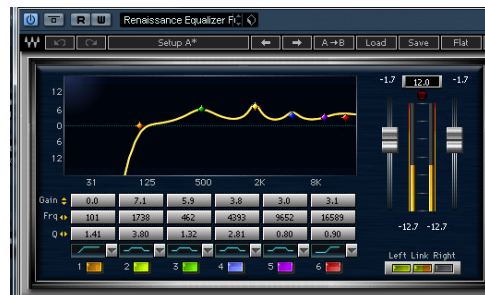 R W Renaissance Equalizer
Setup A* A→B Load Save Flat
-1.7 12.0 -1.7
12
6
0
6
12
31 125 500 2K 8K
Gain 0.0 7.1 5.9 3.8 3.0 3.1
Frq 101 1738 462 4393 9652 16589
Q 1.41 3.80 1.32 2.81 0.80 0.90
-12.7 -12.7
Left Link Right
1 2 3 4 5 6